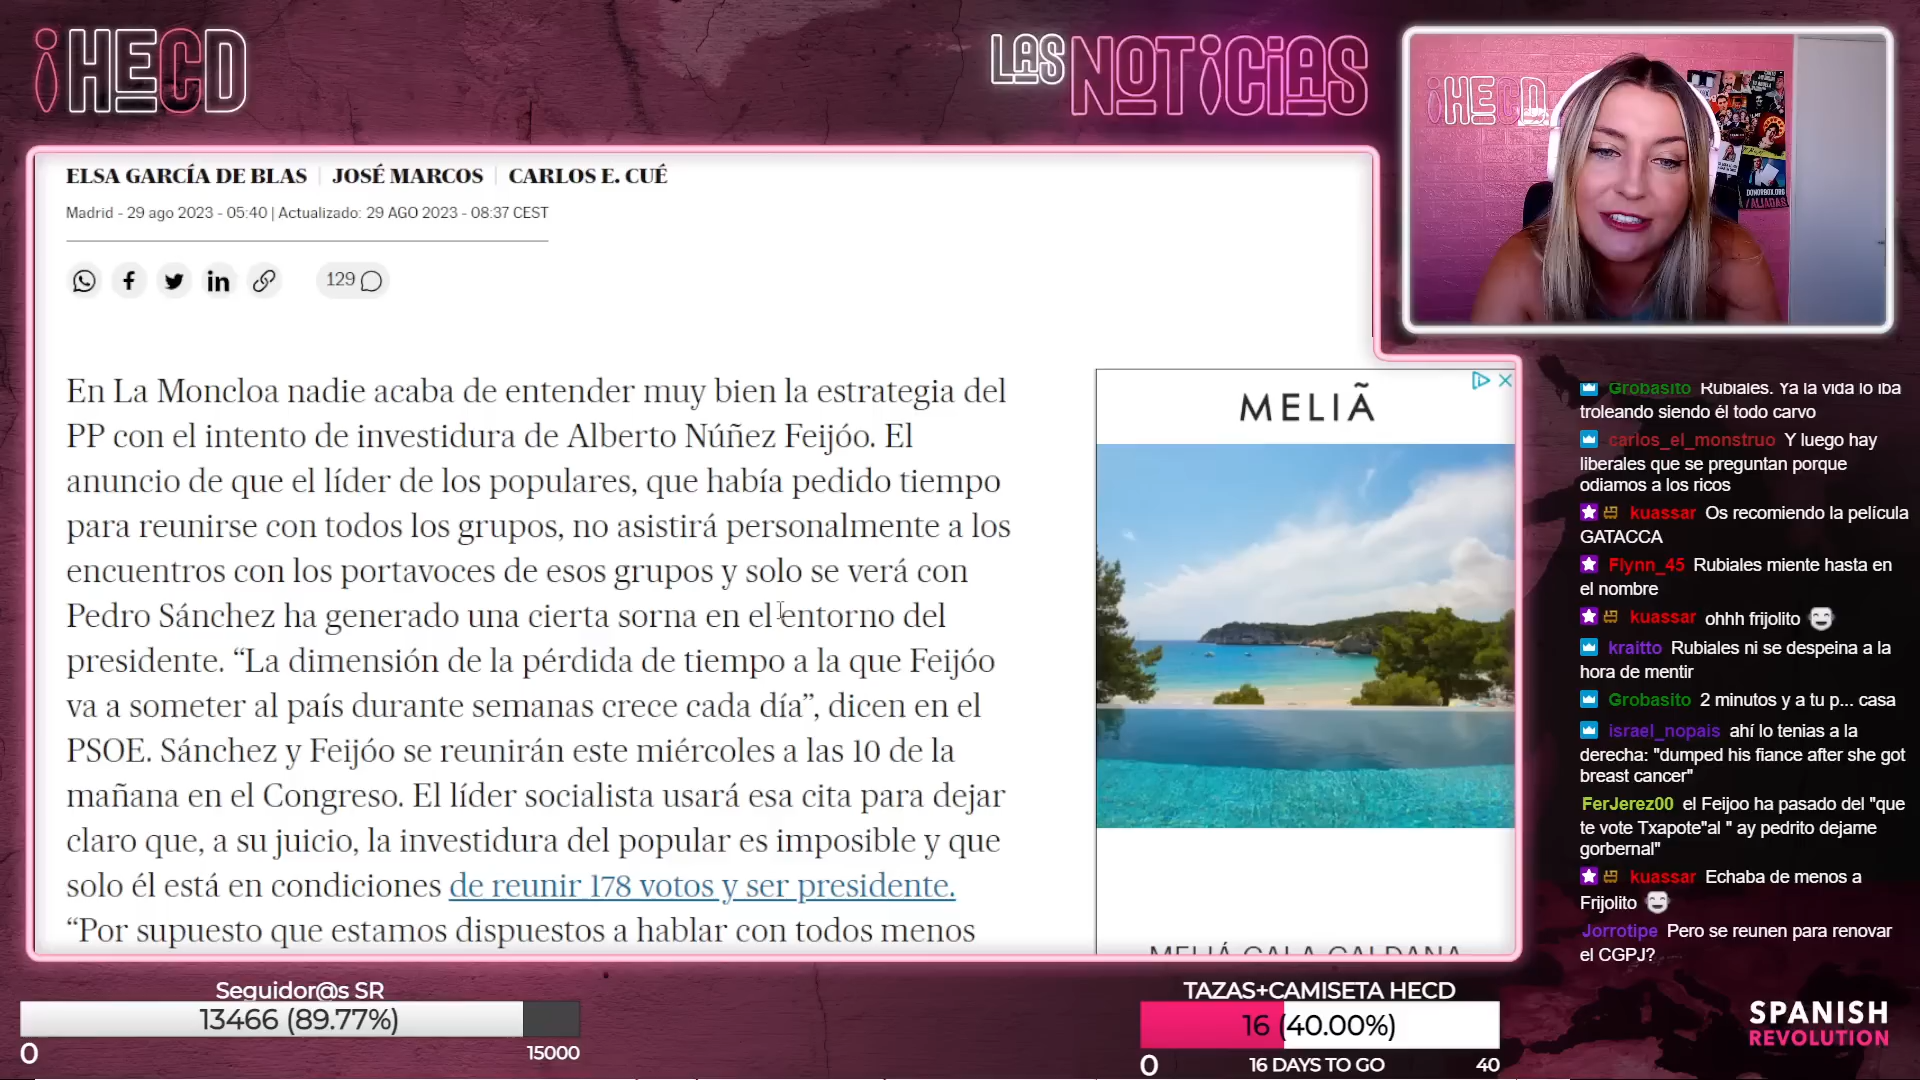 ¡HECD
LAS NOTICIAS
¡HECD
ELSA GARCÍA DE BLAS | JOSÉ MARCOS | CARLOS E. CUÉ
Madrid - 29 ago 2023 - 05:40 | Actualizado: 29 AGO 2023 - 08:37 CEST
129
En La Moncloa nadie acaba de entender muy bien la estrategia del
PP con el intento de investidura de Alberto Núñez Feijóo. El
anuncio de que el líder de los populares, que había pedido tiempo
para reunirse con todos los grupos, no asistirá personalmente a los
encuentros con los portavoces de esos grupos y solo se verá con
Pedro Sánchez ha generado una cierta sorna en el entorno del
presidente. “La dimensión de la pérdida de tiempo a la que Feijóo
va a someter al país durante semanas crece cada día”, dicen en el
PSOE. Sánchez y Feijóo se reunirán este miércoles a las 10 de la
mañana en el Congreso. El líder socialista usará esa cita para dejar
claro que, a su juicio, la investidura del popular es imposible y que
solo él está en condiciones de reunir 178 votos y ser presidente.
“Por supuesto que estamos dispuestos a hablar con todos menos
MELIÃ
MELIÁ CALA GALDANA
Grobasito Rubiales. Ya la vida lo iba
troleando siendo él todo carvo
carlos_el_monstruo Y luego hay
liberales que se preguntan porque
odiamos a los ricos
kuassar Os recomiendo la película
GATACCA
Flynn_45 Rubiales miente hasta en
el nombre
kuassar ohhh frijolito
kraitto Rubiales ni se despeina a la
hora de mentir
Grobasito 2 minutos y a tu p... casa
israel_nopais ahí lo tenias a la
derecha: "dumped his fiance after she got
breast cancer"
FerJerez00 el Feijoo ha pasado del "que
te vote Txapote"al " ay pedrito dejame
gorbernal"
kuassar Echaba de menos a
Frijolito
Jorrotipe Pero se reunen para renovar
el CGPJ?
Seguidor@s SR
13466 (89.77%)
0 15000
TAZAS+CAMISETA HECD
16 (40.00%)
0 16 DAYS TO GO 40
SPANISH
REVOLUTION